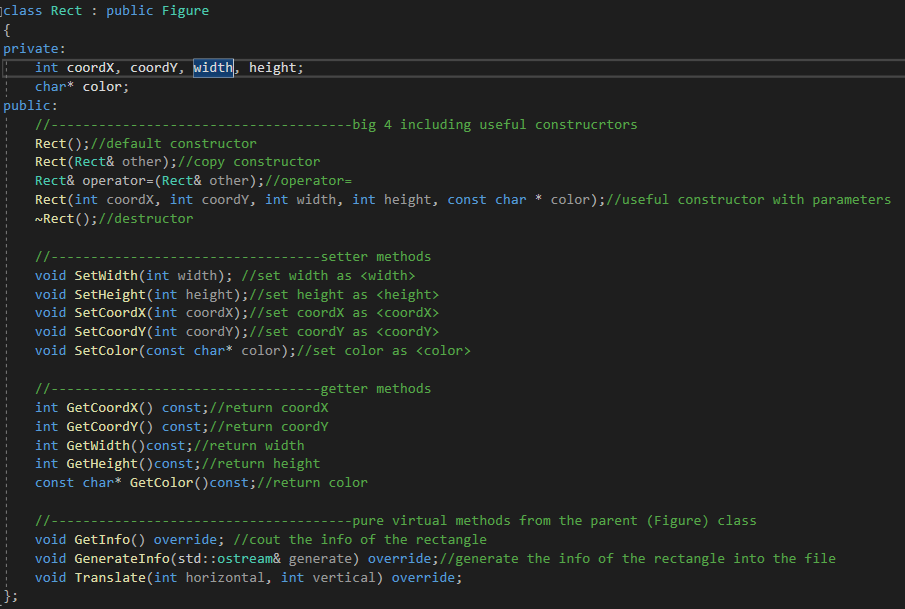 class Rect : public Figure
{
private:
    int coordX, coordY, width, height;
    char* color;
public:
    //--------------------------------------big 4 including useful construcrtors
    Rect();//default constructor
    Rect(Rect& other);//copy constructor
    Rect& operator=(Rect& other);//operator=
    Rect(int coordX, int coordY, int width, int height, const char * color);//useful constructor with parameters
    ~Rect();//destructor

    //----------------------------------setter methods
    void SetWidth(int width); //set width as <width>
    void SetHeight(int height);//set height as <height>
    void SetCoordX(int coordX);//set coordX as <coordX>
    void SetCoordY(int coordY);//set coordY as <coordY>
    void SetColor(const char* color);//set color as <color>

    //----------------------------------getter methods
    int GetCoordX() const;//return coordX
    int GetCoordY() const;//return coordY
    int GetWidth()const;//return width
    int GetHeight()const;//return height
    const char* GetColor()const;//return color

    //--------------------------------------pure virtual methods from the parent (Figure) class
    void GetInfo() override; //cout the info of the rectangle
    void GenerateInfo(std::ostream& generate) override;//generate the info of the rectangle into the file
    void Translate(int horizontal, int vertical) override;
};